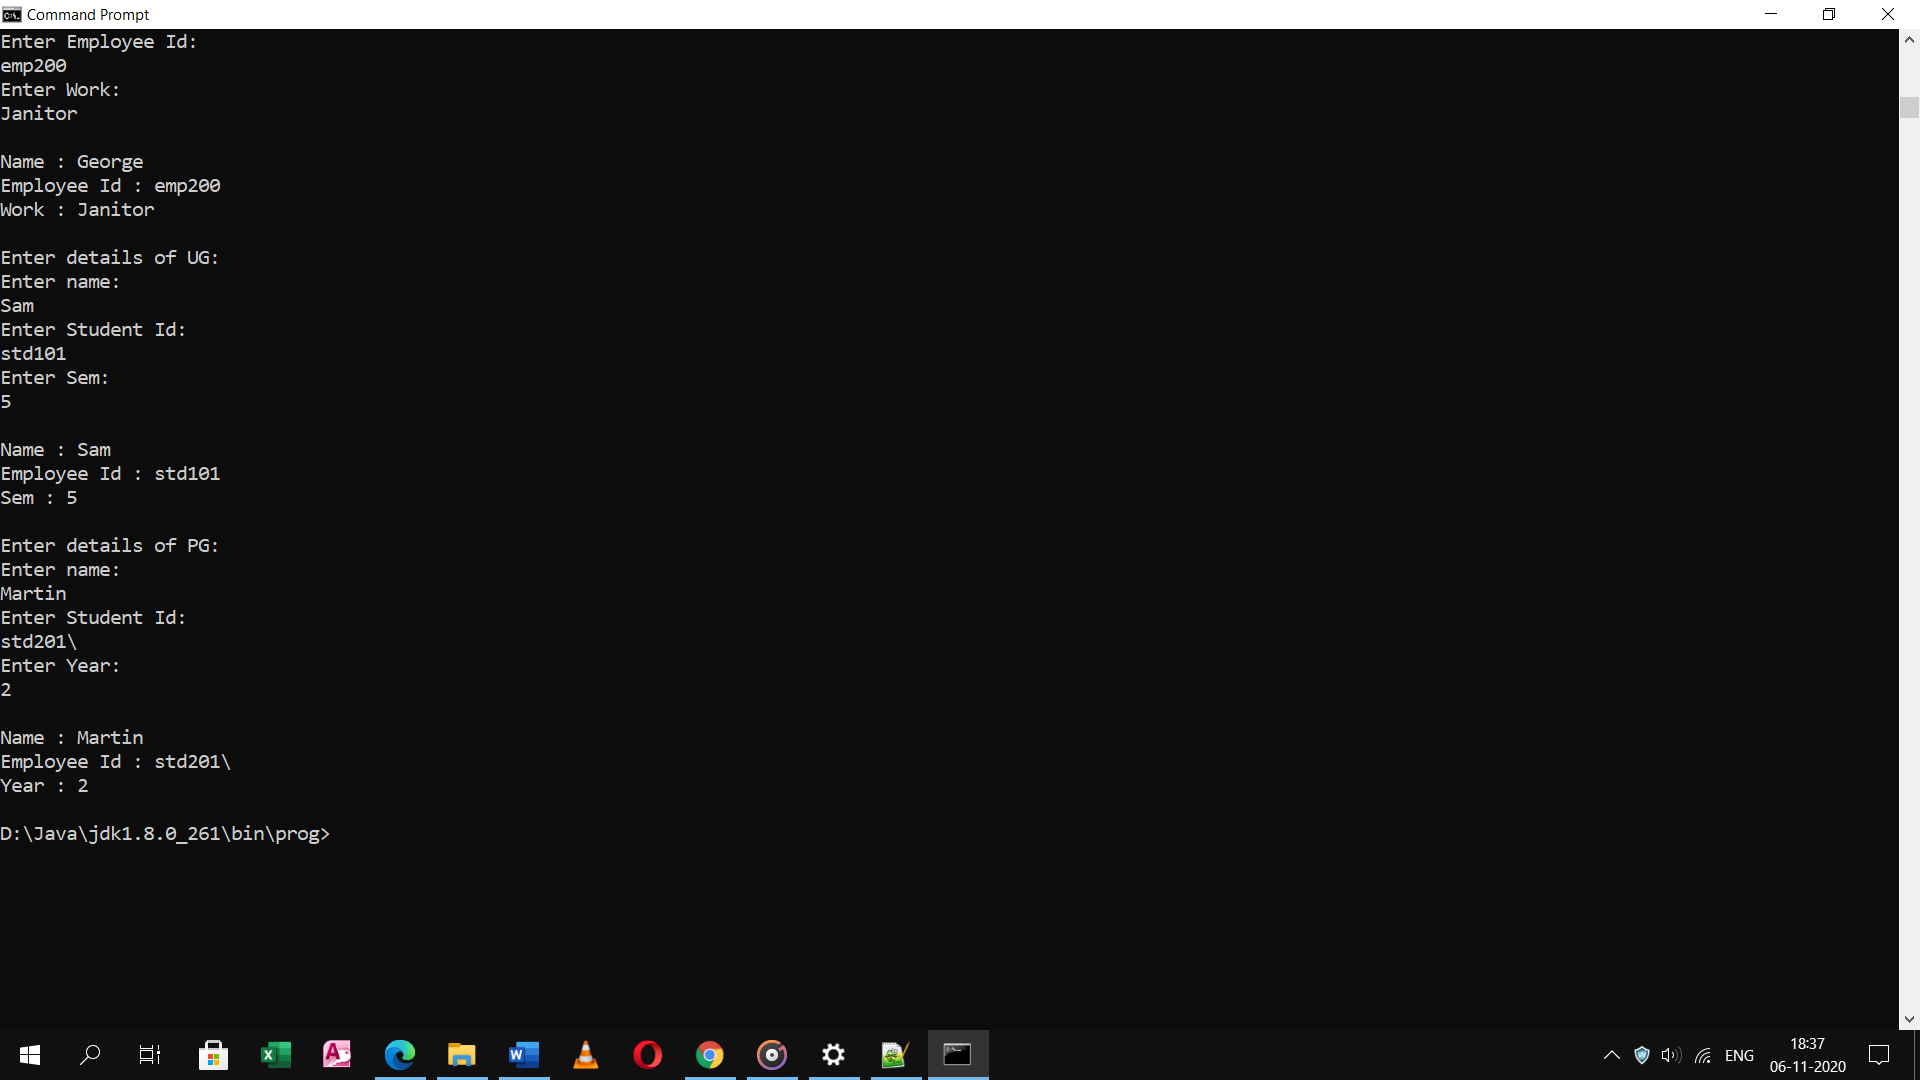 Command Prompt
Enter Employee Id:
emp200
Enter Work:
Janitor
Name : George
Employee Id : emp200
Work : Janitor
Enter details of UG:
Enter name:
Sam
Enter Student Id:
std101
Enter Sem:
5
Name : Sam
Employee Id : std101
Sem : 5
Enter details of PG:
Enter name:
Martin
Enter Student Id:
std201\
Enter Year:
2
Name : Martin
Employee Id : std201\
Year : 2
D:\Java\jdk1.8.0_261\bin\prog>
ENG
18:37
06-11-2020